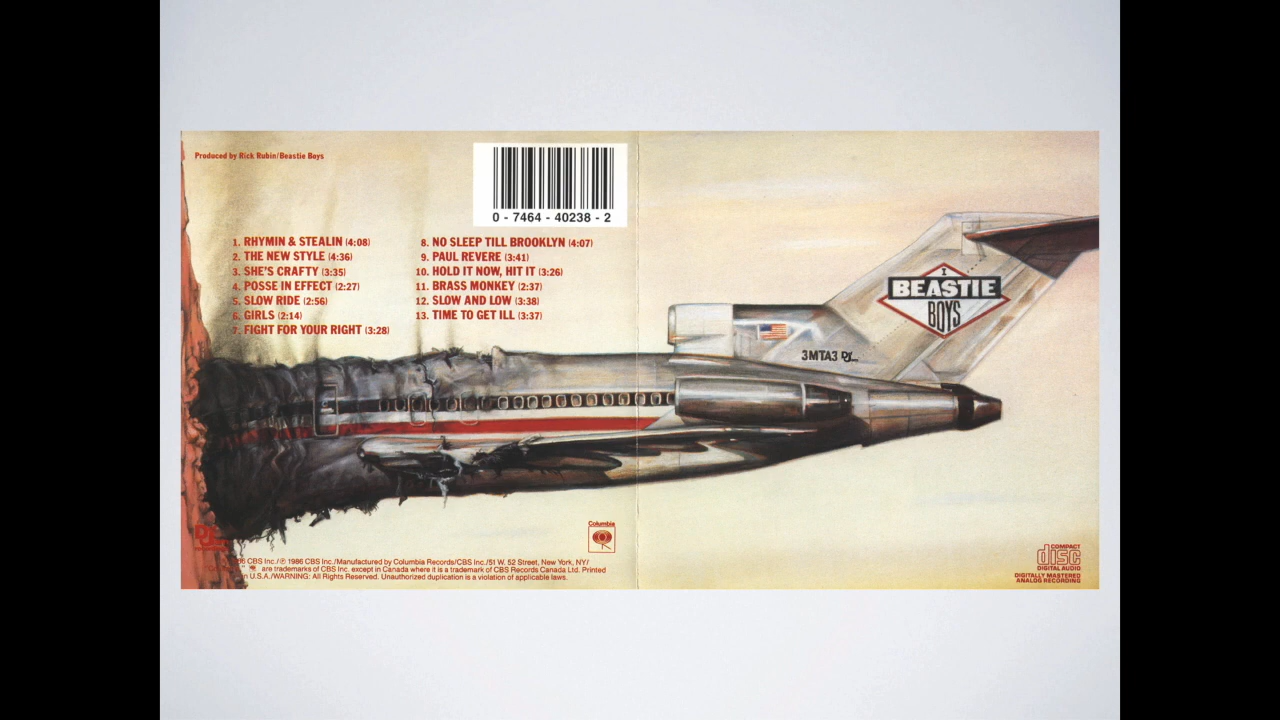 Produced by Rick Rubin/Beastie Boys
0 - 7464 - 40238 - 2
1. RHYMIN & STEALIN (4:08)
2. THE NEW STYLE (4:36)
3. SHE'S CRAFTY (3:35)
4. POSSE IN EFFECT (2:27)
5. SLOW RIDE (2:56)
6. GIRLS (2:14)
7. FIGHT FOR YOUR RIGHT (3:28)
8. NO SLEEP TILL BROOKLYN (4:07)
9. PAUL REVERE (3:41)
10. HOLD IT NOW, HIT IT (3:26)
11. BRASS MONKEY (2:37)
12. SLOW AND LOW (3:38)
13. TIME TO GET ILL (3:37)
Columbia
CBS Inc./℗ 1986 CBS Inc./Manufactured by Columbia Records/CBS Inc./51 W. 52 Street, New York, NY/
are trademarks of CBS Inc. except in Canada where it is a trademark of CBS Records Canada Ltd. Printed
in U.S.A./WARNING: All Rights Reserved. Unauthorized duplication is a violation of applicable laws.
BEASTIE
BOYS
3MTA3 DJ
COMPACT
disc
DIGITAL AUDIO
DIGITALLY MASTERED
ANALOG RECORDING